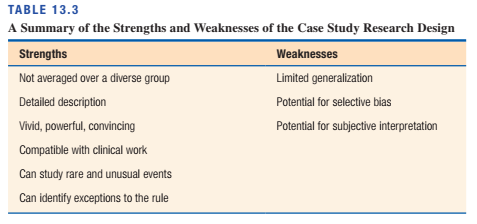 TABLE 13.3
A Summary of the Strengths and Weaknesses of the Case Study Research Design
Strengths Weaknesses
Not averaged over a diverse group Limited generalization
Detailed description Potential for selective bias
Vivid, powerful, convincing Potential for subjective interpretation
Compatible with clinical work
Can study rare and unusual events
Can identify exceptions to the rule